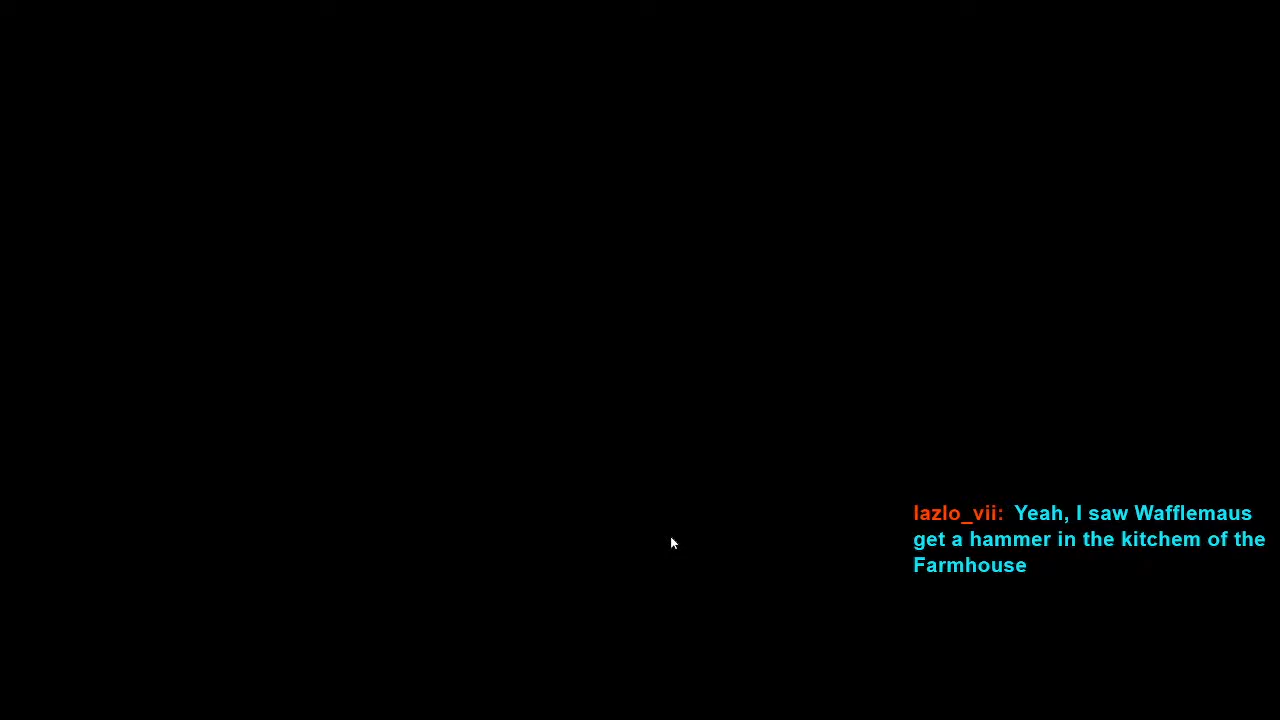 lazlo_vii: Yeah, I saw Wafflemaus
get a hammer in the kitchem of the
Farmhouse